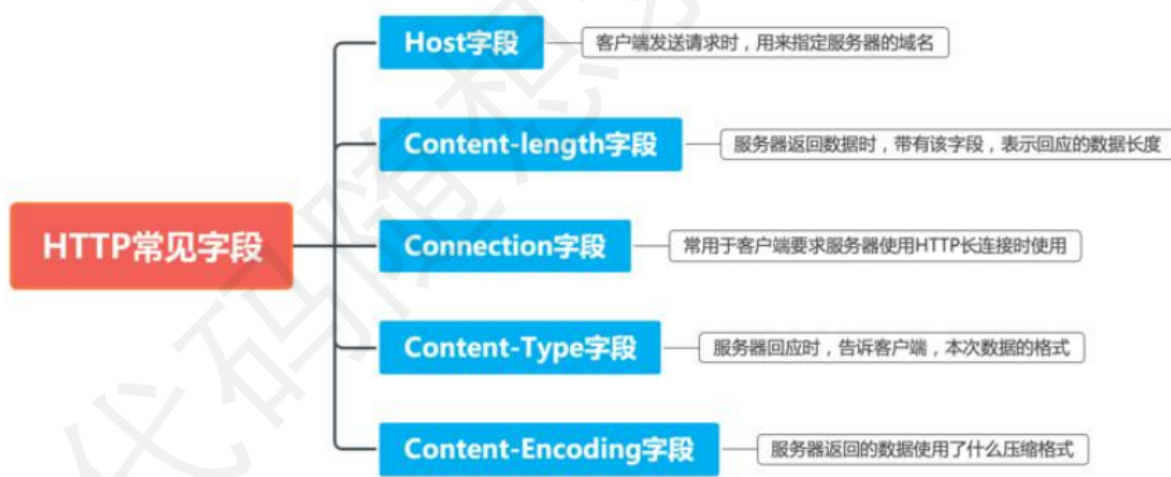 Host字段
客户端发送请求时，用来指定服务器的域名
Content-length字段
服务器返回数据时，带有该字段，表示回应的数据长度
HTTP常见字段
Connection字段
常用于客户端要求服务器使用HTTP长连接时使用
Content-Type字段
服务器回应时，告诉客户端，本次数据的格式
Content-Encoding字段
服务器返回的数据使用了什么压缩格式
代码随想